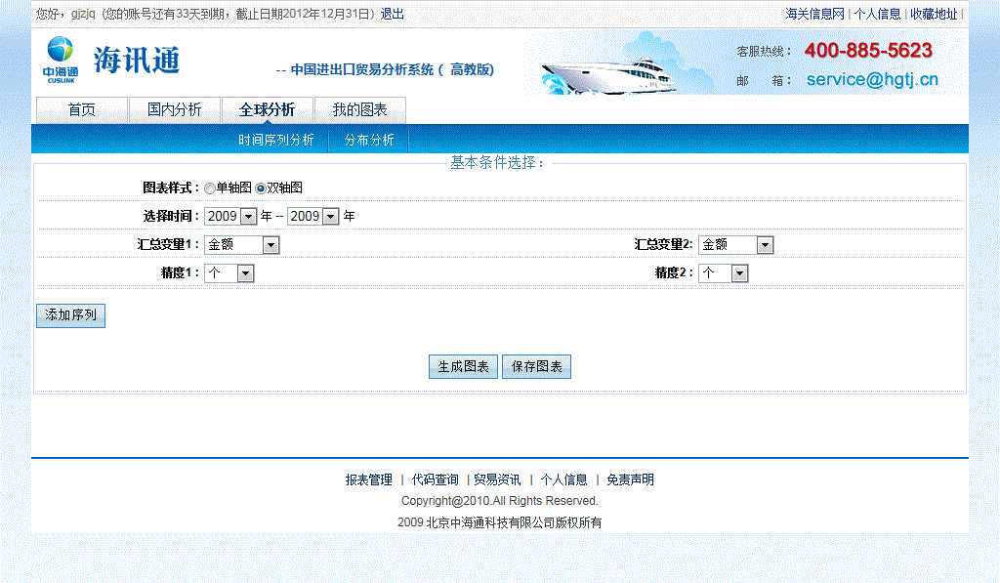 您好，gjzjq (您的账号还有33天到期，截止日期2012年12月31日) 退出
海关信息网 | 个人信息 | 收藏地址 |
中海通
CUSLINK
海讯通
-- 中国进出口贸易分析系统（ 高教版)
客服热线： 400-885-5623
邮 箱： service@hgtj.cn
首页 国内分析 全球分析 我的图表
时间序列分析 分布分析
基本条件选择：
图表样式： 单轴图 双轴图
选择时间： 2009 年 -- 2009 年
汇总变量1： 金额 汇总变量2: 金额
精度1： 个 精度2： 个
添加序列
生成图表 保存图表
报表管理 | 代码查询 | 贸易资讯 | 个人信息 | 免责声明
Copyright@2010.All Rights Reserved.
2009 北京中海通科技有限公司版权所有